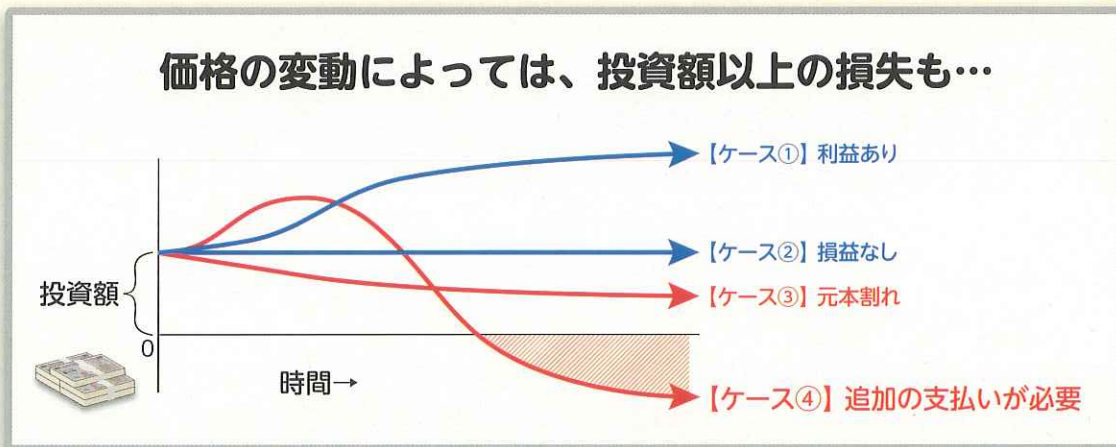 価格の変動によっては、投資額以上の損失も…
【ケース①】利益あり
【ケース②】損益なし
投資額
【ケース③】元本割れ
0
時間→
【ケース④】追加の支払いが必要